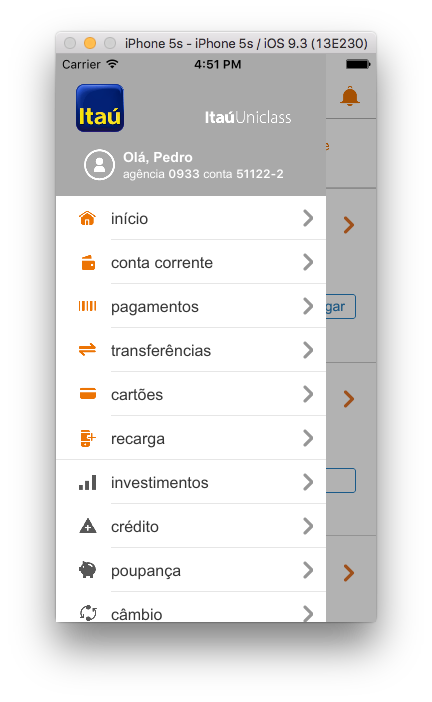 iPhone 5s - iPhone 5s / iOS 9.3 (13E230)
Carrier 4:51 PM
Itaú
ItaúUniclass
Olá, Pedro
agência 0933 conta 51122-2
início
conta corrente
pagamentos
gar
transferências
cartões
recarga
investimentos
crédito
poupança
câmbio